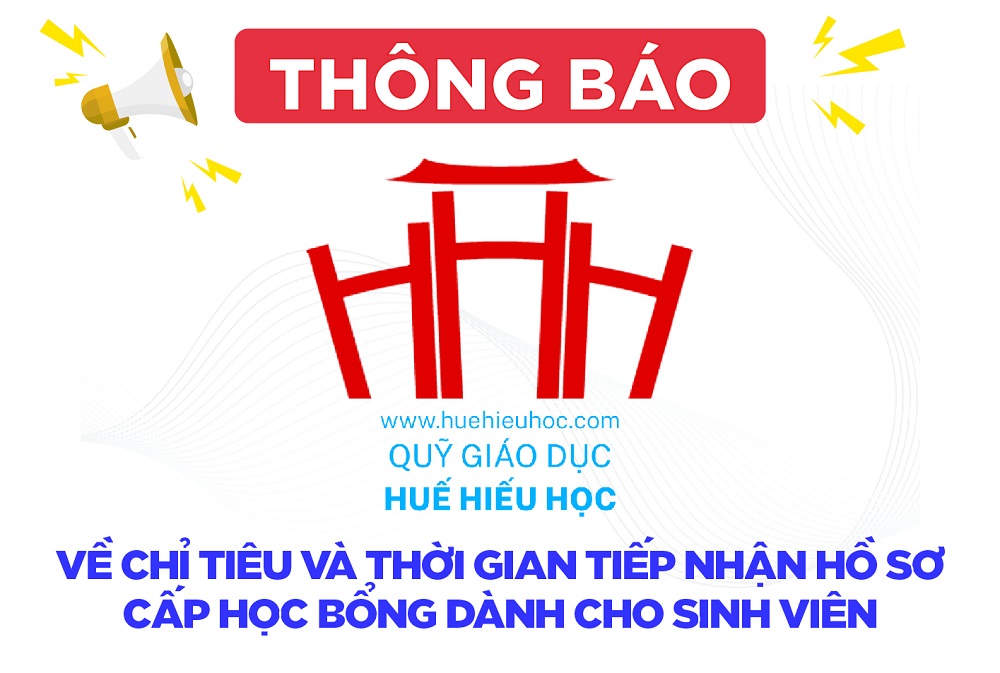 THÔNG BÁO
www.huehieuhoc.com
QUỸ GIÁO DỤC
HUẾ HIẾU HỌC
VỀ CHỈ TIÊU VÀ THỜI GIAN TIẾP NHẬN HỒ SƠ
CẤP HỌC BỔNG DÀNH CHO SINH VIÊN